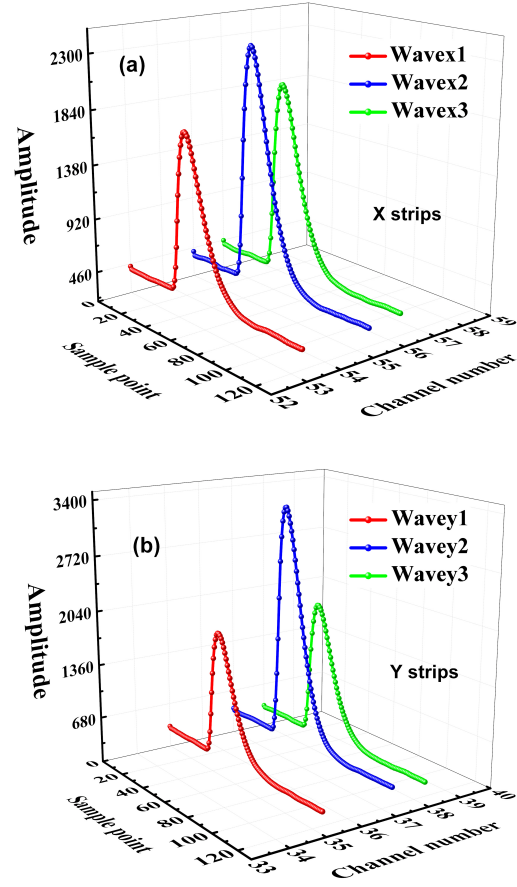 2300
(a)
Wavex1
Wavex2
Wavex3
1840
1380
920
460
Amplitude
X strips
0
20
40
60
80
100
120
Sample point
52
53
54
55
56
57
58
59
Channel number
3400
(b)
Wavey1
Wavey2
Wavey3
2720
2040
1360
680
Amplitude
Y strips
0
20
40
60
80
100
120
Sample point
33
34
35
36
37
38
39
40
Channel number